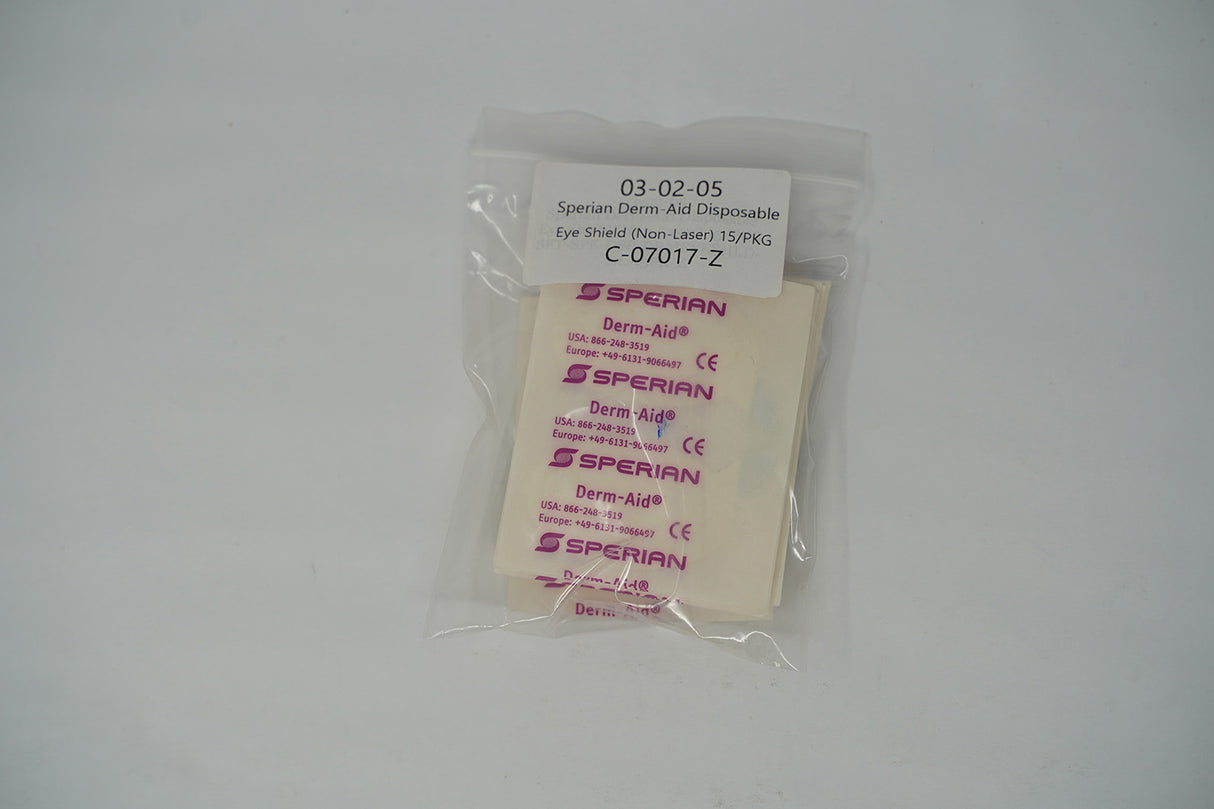 03-02-05
Sperian Derm-Aid Disposable
Eye Shield (Non-Laser) 15/PKG
C-07017-Z
SPERIAN
Derm-Aid®
USA: 866-248-3519
Europe: +49-6131-9066497 CE
SPERIAN
Derm-Aid®
USA: 866-248-3519
Europe: +49-6131-9066497 CE
SPERIAN
Derm-Aid®
USA: 866-248-3519
Europe: +49-6131-9066497 CE
SPERIAN
Derm-Aid®
SPERIAN
Derm-Aid®